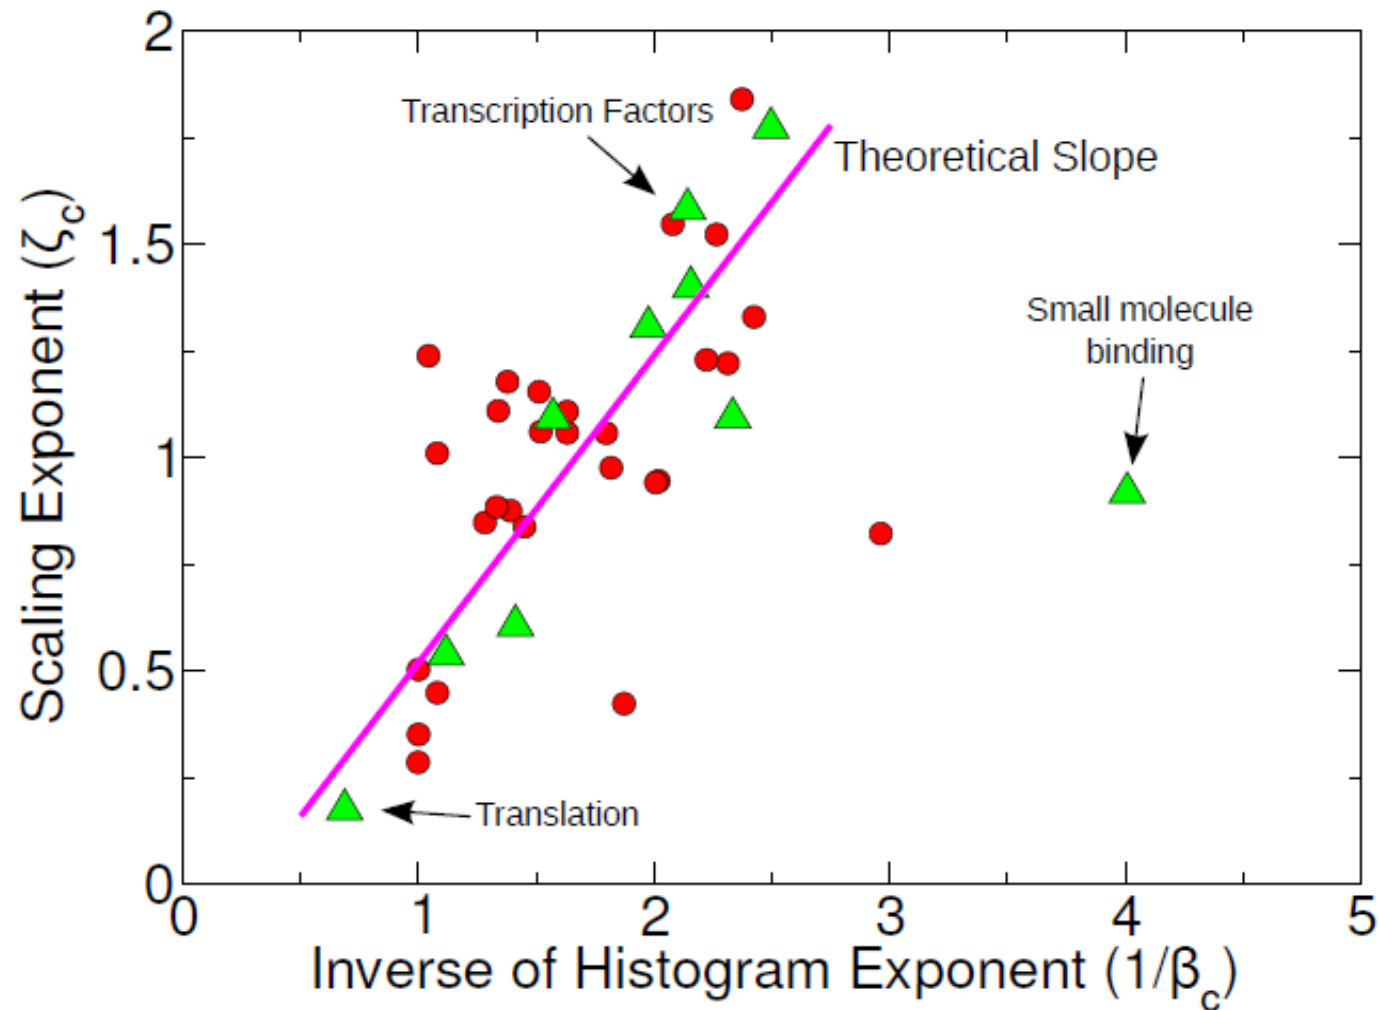 2
1.5
1
0.5
0
Scaling Exponent (ζc)
Transcription Factors
Theoretical Slope
Small molecule
binding
Translation
0 1 2 3 4 5
Inverse of Histogram Exponent (1/βc)